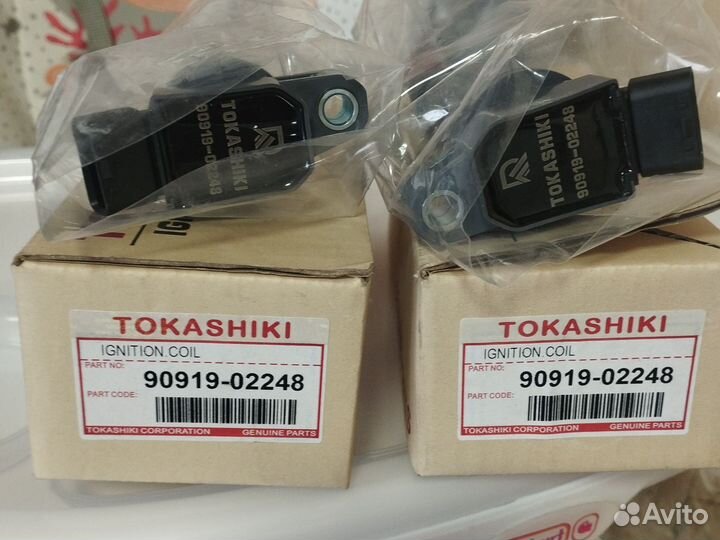 TOKASHIKI
90919-02248
TOKASHIKI
90919-02248
IG
TOKASHIKI
IGNITION.COIL
PART NO:
90919-02248
PART CODE:
TOKASHIKI CORPORATION GENUINE PARTS
TOKASHIKI
IGNITION.COIL
PART NO:
90919-02248
PART CODE:
TOKASHIKI CORPORATION GENUINE PARTS
Avito